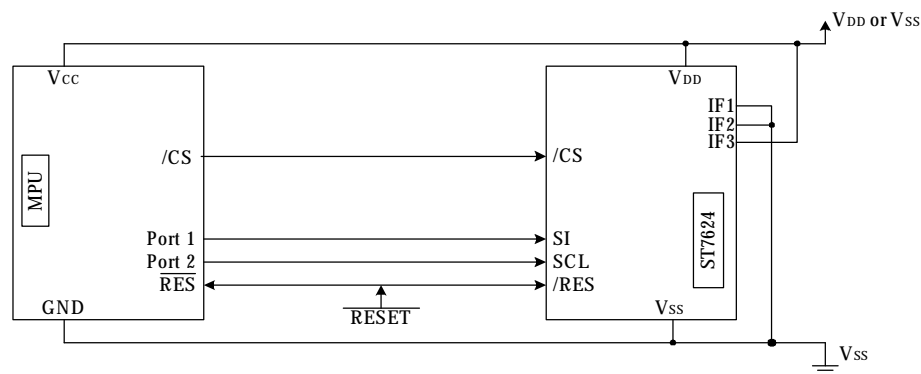 VDD or VSS
VCC
VDD
IF1
IF2
IF3
/CS
/CS
MPU
ST7624
Port 1
SI
Port 2
SCL
RES
/RES
GND
RESET
VSS
VSS